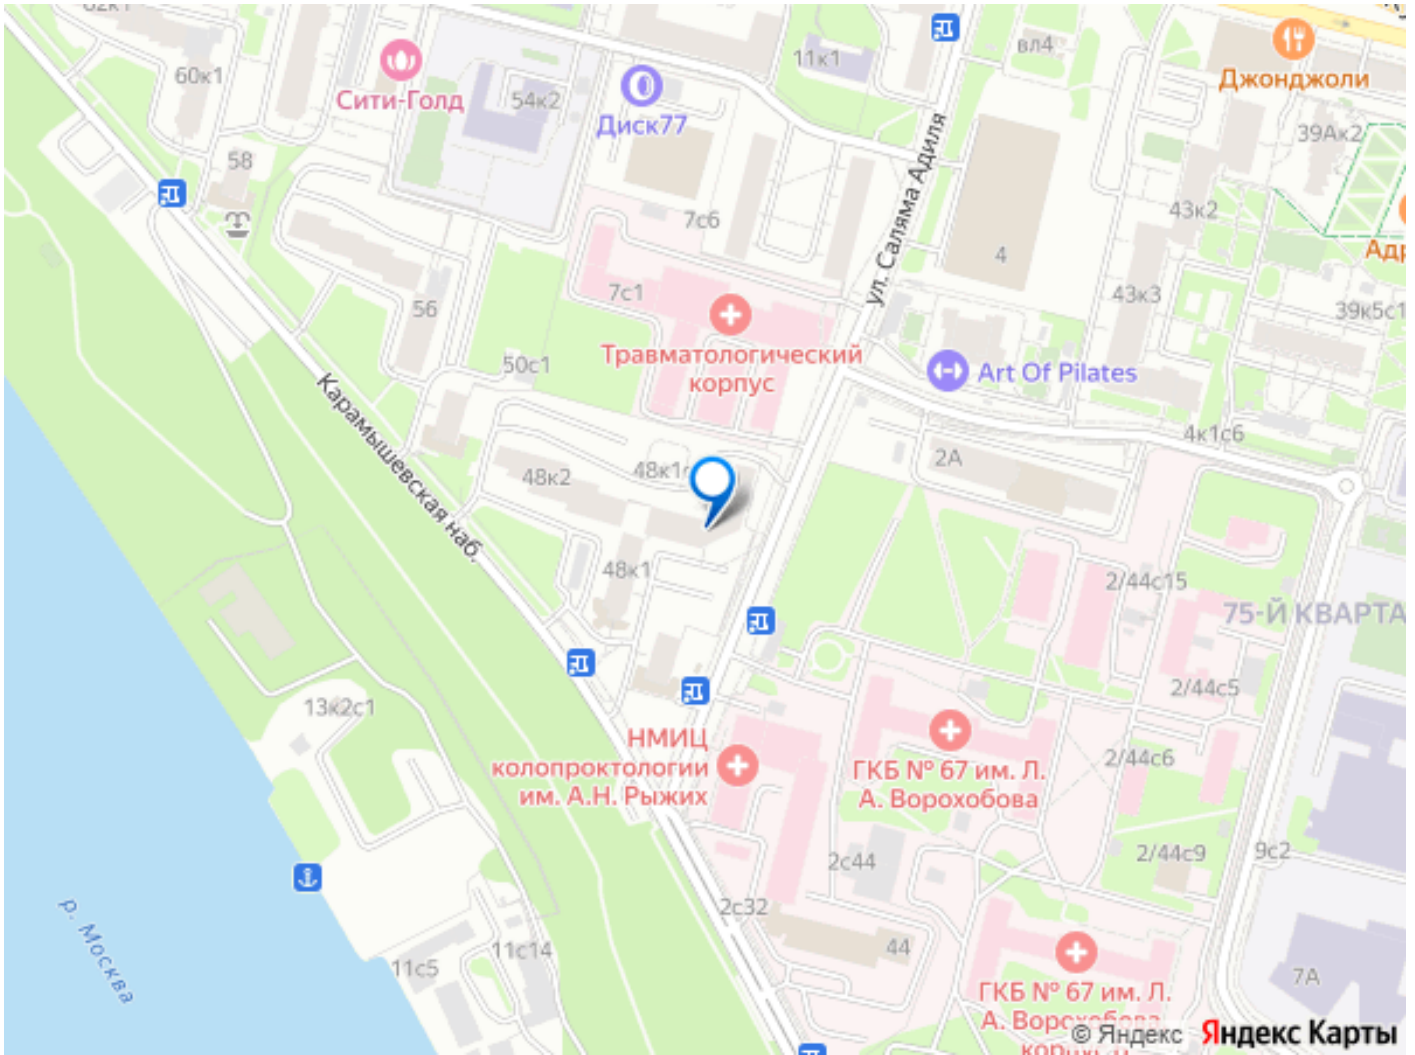 60к1
Сити-Голд
54к2
Диск77
11к1
вл4
Джонджоли
39Ак2
58
7с6
ул. Саляма Адиля
43к2
4
7с1
43к3
39к5с1
56
Травматологический
корпус
50с1
Art Of Pilates
Карамышевская наб.
4к1с6
2А
48к2
48к1
2/44с15
75-Й КВАРТА
2/44с5
13к2с1
НМИЦ
колопроктологии
им. А.Н. Рыжих
ГКБ № 67 им. Л.
А. Ворохобова
2/44с6
2с44
2/44с9
9с2
2с32
р. Москва
11с14
11с5
44
7А
ГКБ № 67 им. Л.
А. Ворохобова
© Яндекс Яндекс Карты